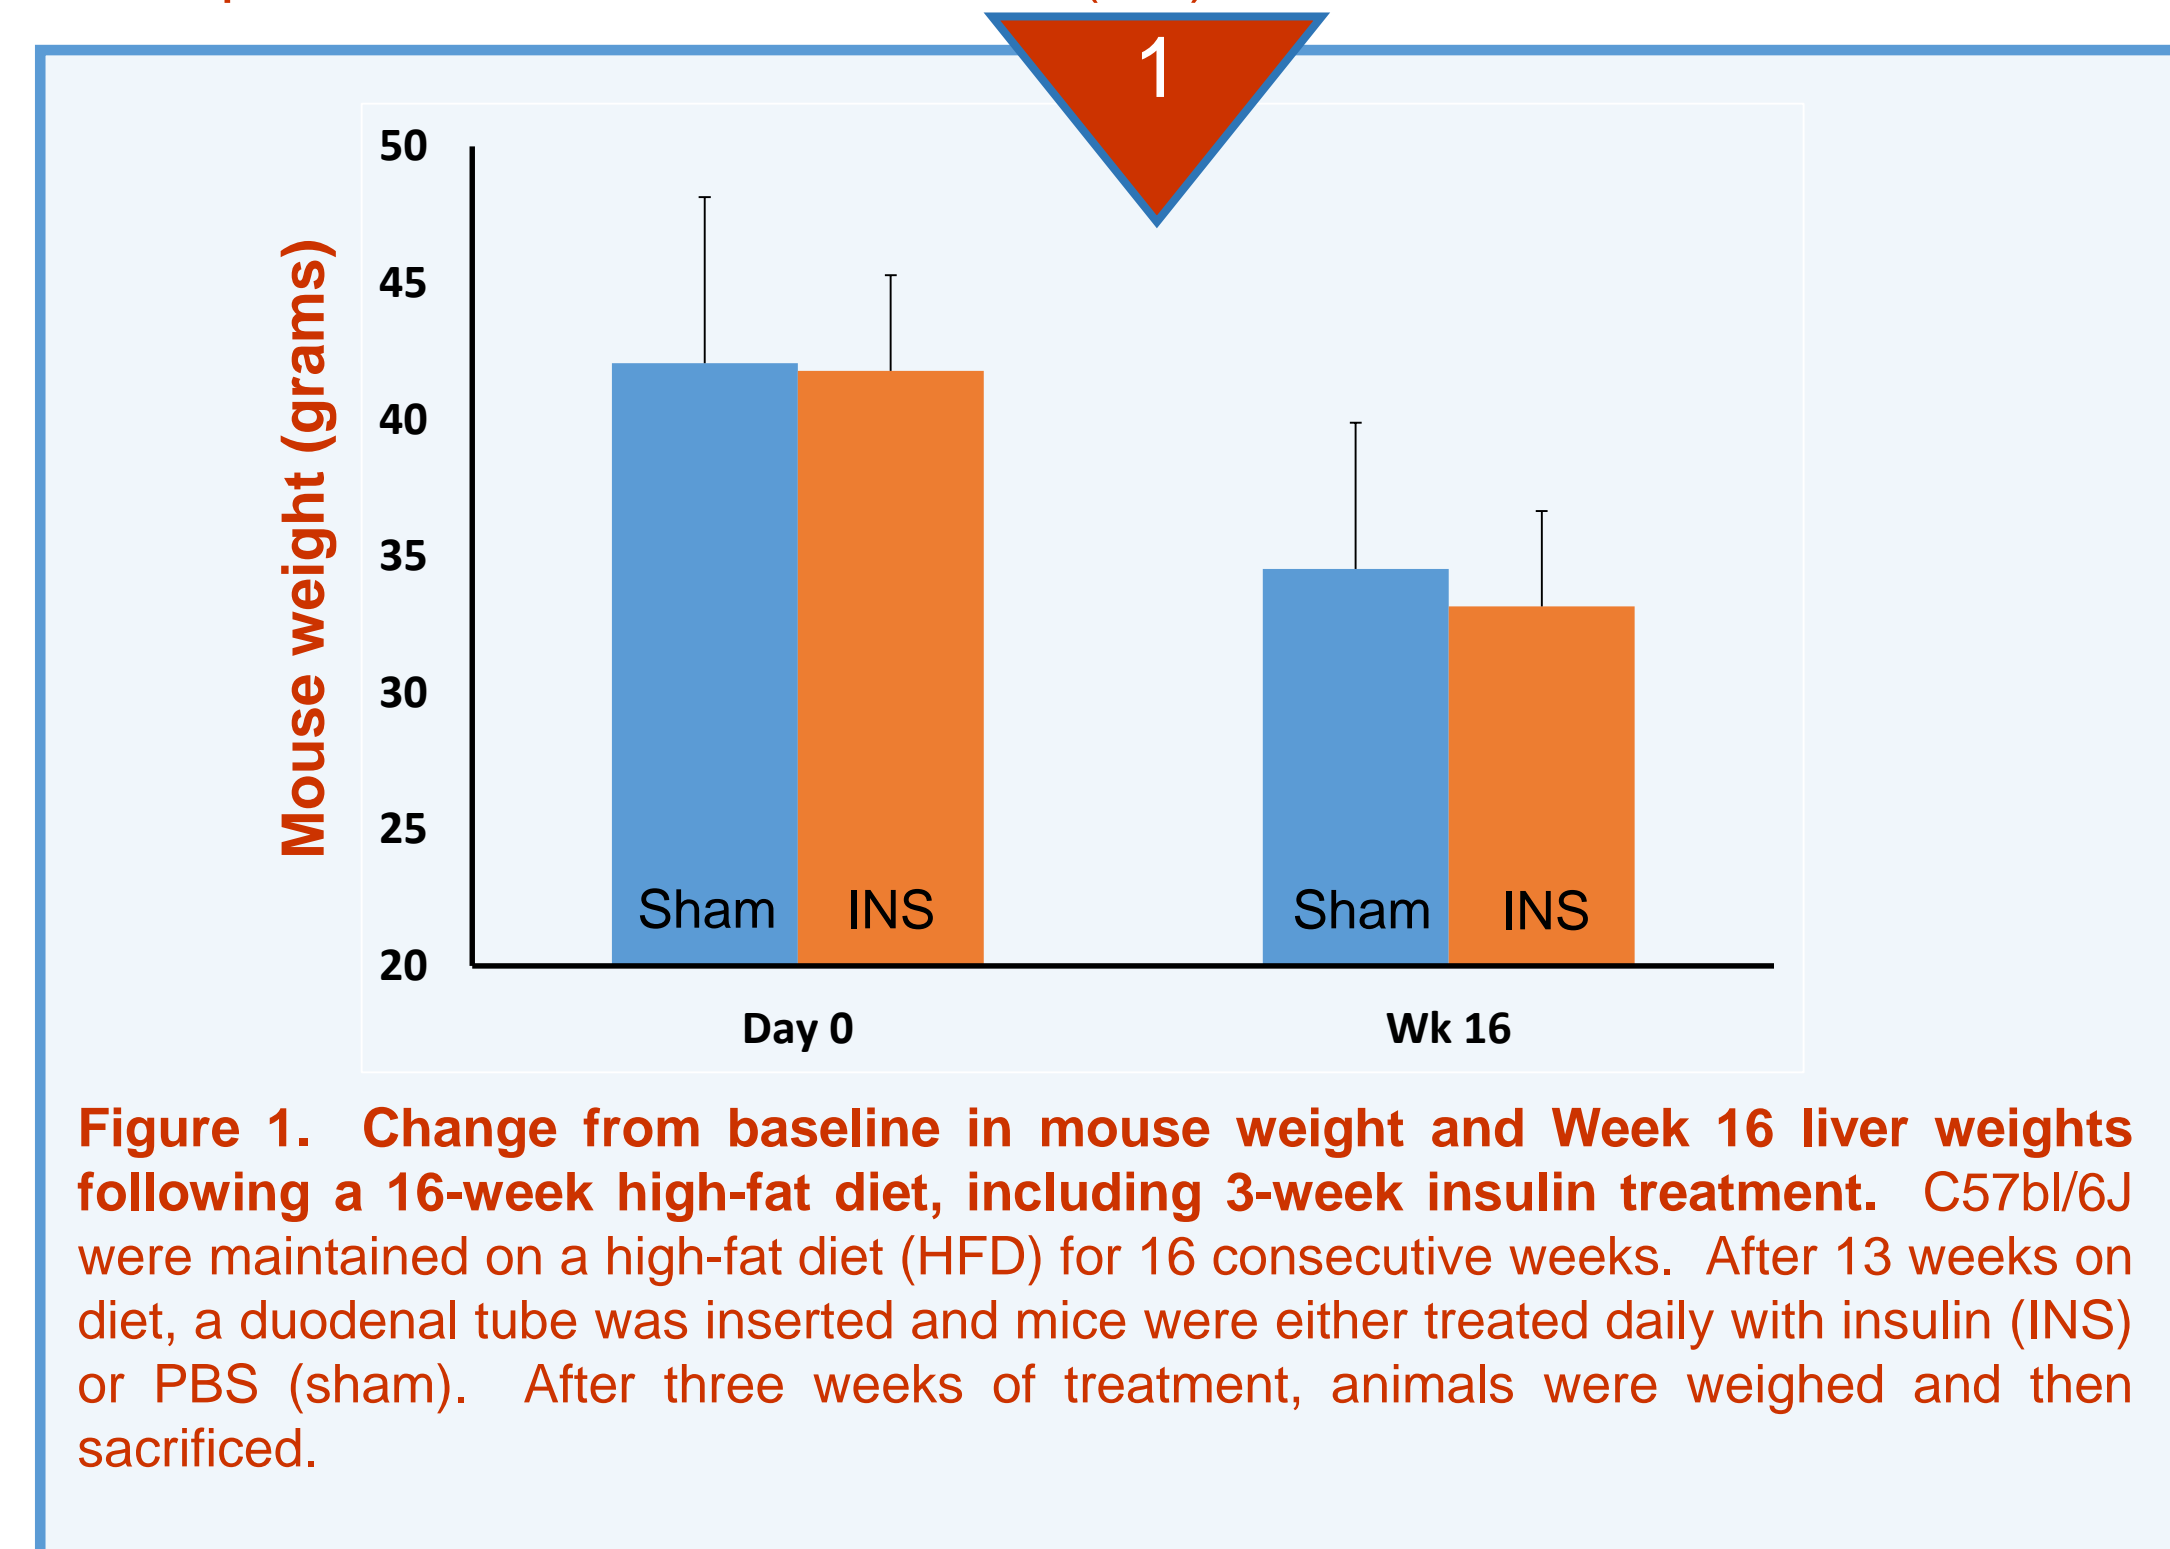 1
50
45
40
35
30
25
20
Mouse weight (grams)
Sham INS Sham INS
Day 0 Wk 16
Figure 1. Change from baseline in mouse weight and Week 16 liver weights
following a 16-week high-fat diet, including 3-week insulin treatment. C57bl/6J
were maintained on a high-fat diet (HFD) for 16 consecutive weeks. After 13 weeks on
diet, a duodenal tube was inserted and mice were either treated daily with insulin (INS)
or PBS (sham). After three weeks of treatment, animals were weighed and then
sacrificed.